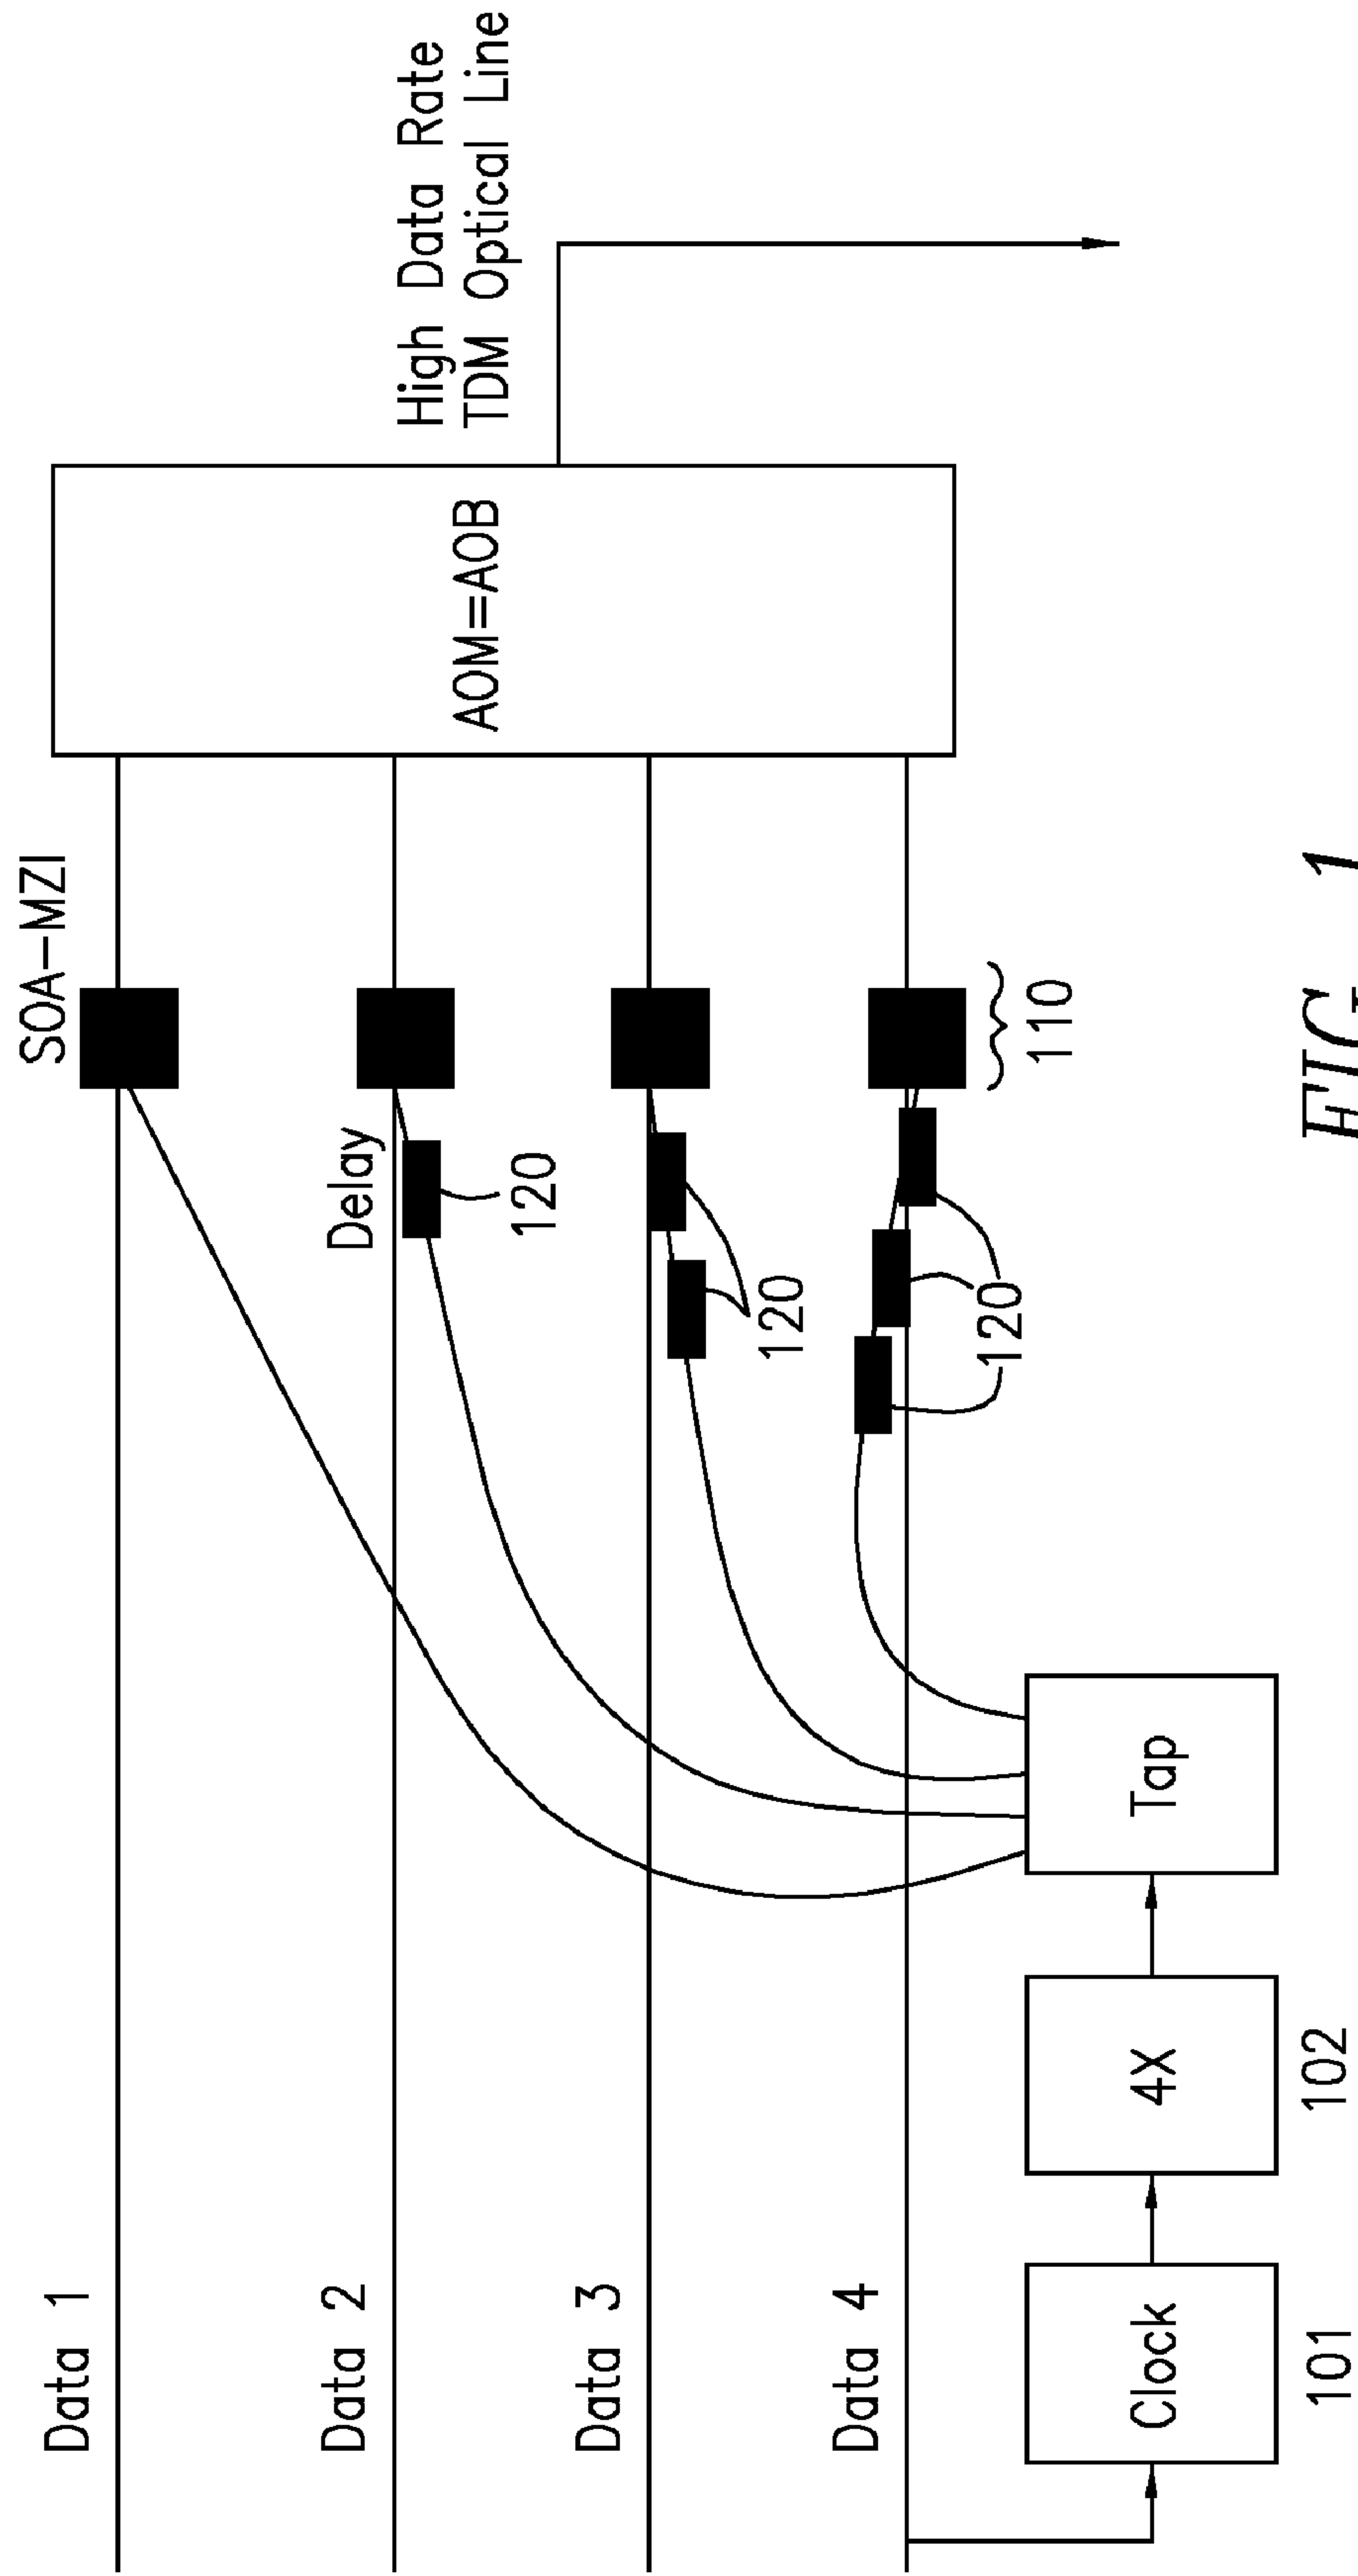 Data 1
SOA-MZI
High Data Rate
TDM Optical Line
Data 2
Delay
120
AOM=AOB
Data 3
120
Data 4
120
110
Clock
4X
Tap
101
102
FIG. 1